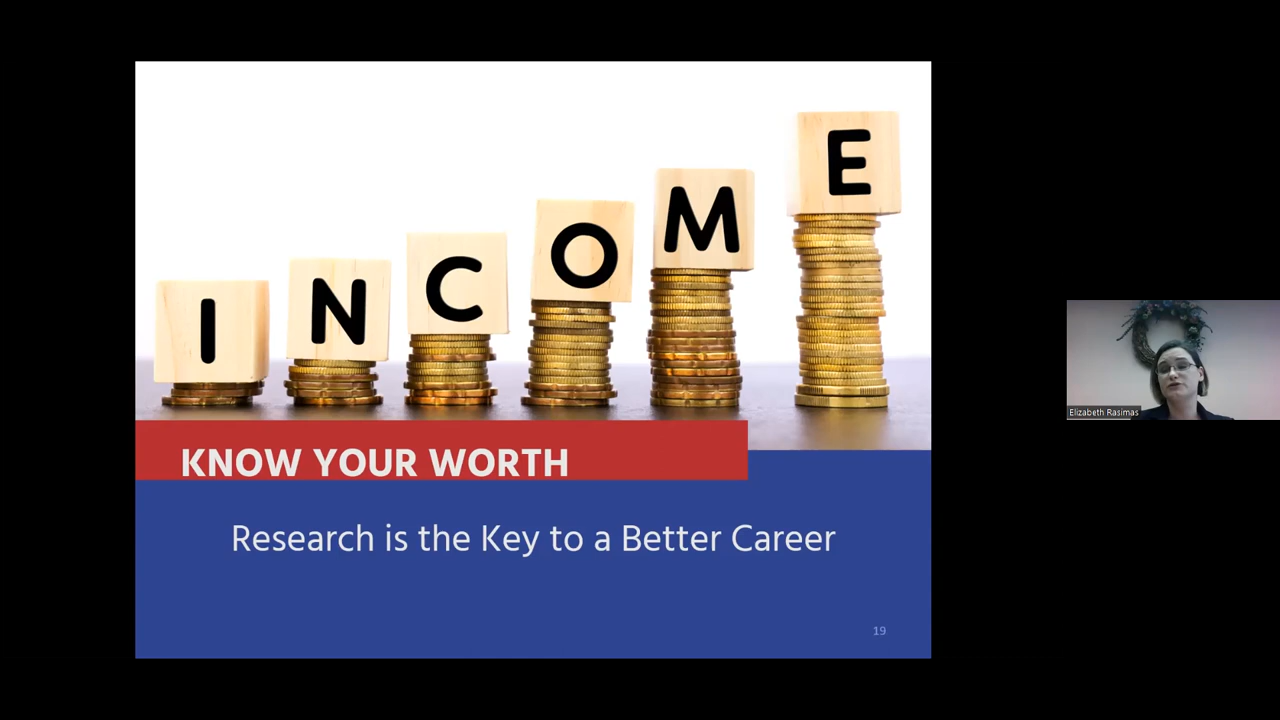 INCOME
KNOW YOUR WORTH
Research is the Key to a Better Career
19
Elizabeth Rasimas